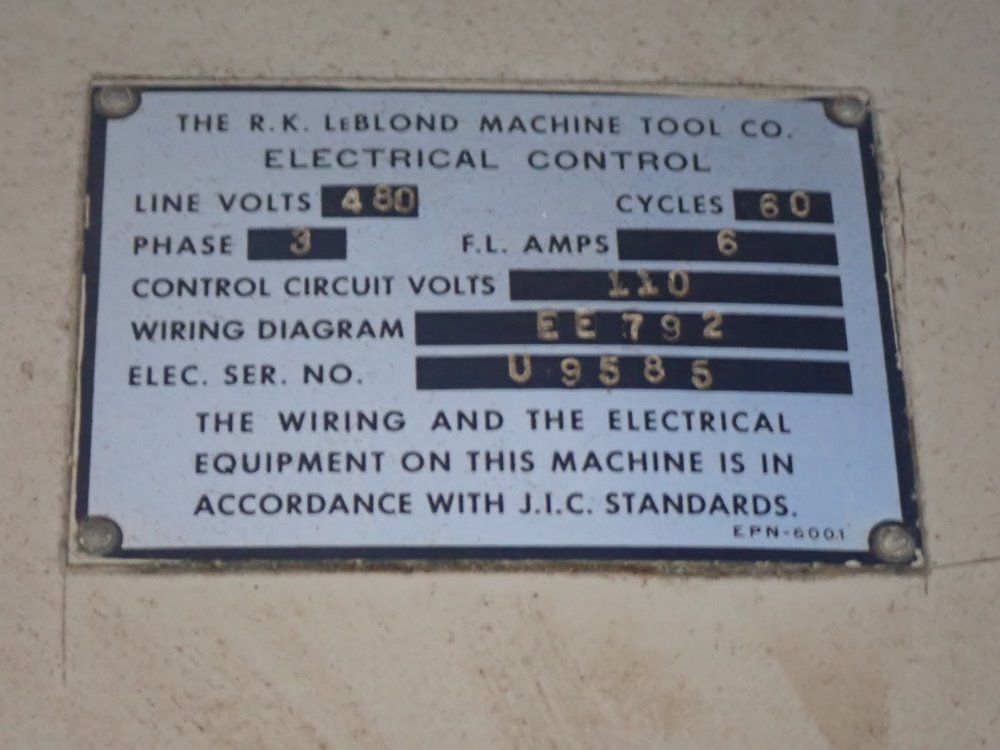 THE R.K. LEBLOND MACHINE TOOL CO.
ELECTRICAL CONTROL
LINE VOLTS 480 CYCLES 60
PHASE 3 F.L. AMPS 6
CONTROL CIRCUIT VOLTS 110
WIRING DIAGRAM EE792
ELEC. SER. NO. U9585
THE WIRING AND THE ELECTRICAL
EQUIPMENT ON THIS MACHINE IS IN
ACCORDANCE WITH J.I.C. STANDARDS.
EPN-6001